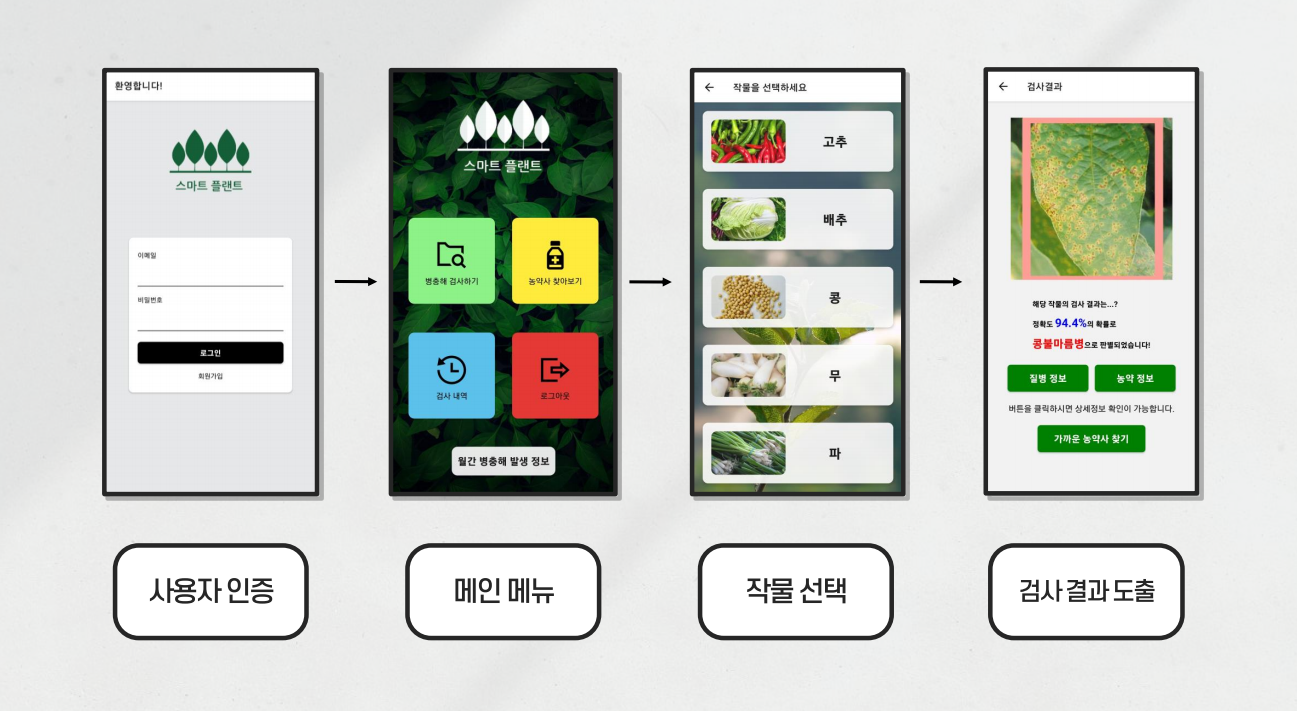 환영합니다!
스마트 플랜트
이메일
비밀번호
로그인
회원가입
스마트 플랜트
병충해 검사하기
농약사 찾아보기
검사 내역
로그아웃
월간 병충해 발생 정보
작물을 선택하세요
고추
배추
콩
무
파
검사결과
해당 작물의 검사 결과는...?
정확도 94.4%의 확률로
콩불마름병으로 판별되었습니다!
질병 정보
농약 정보
버튼을 클릭하시면 상세정보 확인이 가능합니다.
가까운 농약사 찾기
사용자 인증
메인 메뉴
작물 선택
검사 결과 도출